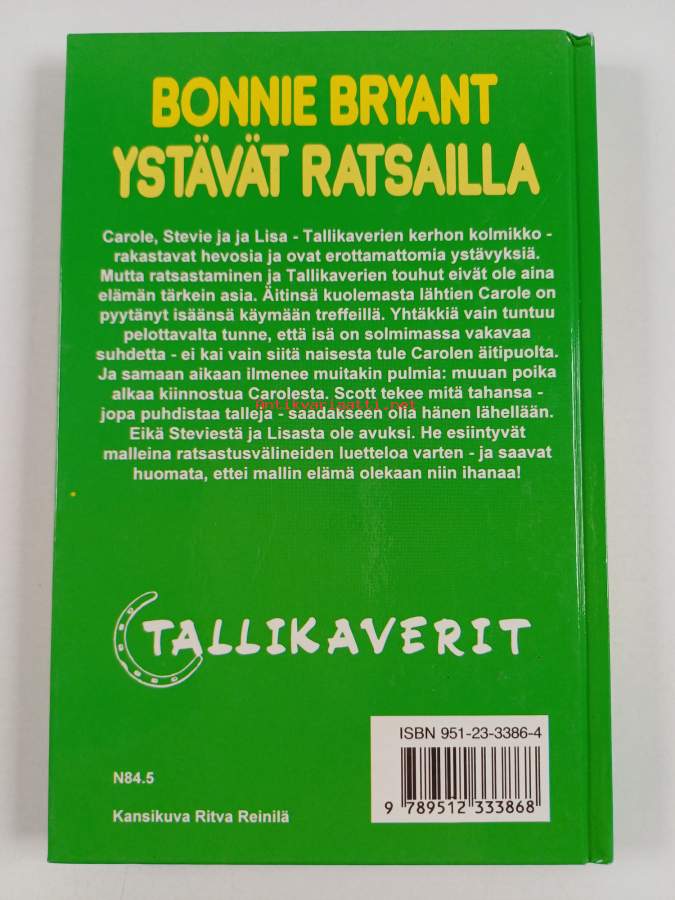 BONNIE BRYANT
YSTÄVÄT RATSAILLA
Carole, Stevie ja ja Lisa - Tallikaverien kerhon kolmikko -
rakastavat hevosia ja ovat erottamattomia ystävyksiä.
Mutta ratsastaminen ja Tallikaverien touhut eivät ole aina
elämän tärkein asia. Äitinsä kuolemasta lähtien Carole on
pyytänyt isäänsä käymään treffeillä. Yhtäkkiä vain tuntuu
pelottavalta tunne, että isä on solmimassa vakavaa
suhdetta - ei kai vain siitä naisesta tule Carolen äitipuolta.
Ja samaan aikaan ilmenee muitakin pulmia: muuan poika
alkaa kiinnostua Carolesta. Scott tekee mitä tahansa -
Antikvariaatti.net
jopa puhdistaa talleja - saadakseen olla hänen lähellään.
Eikä Steviestä ja Lisasta ole avuksi. He esiintyvät
malleina ratsastusvälineiden luetteloa varten - ja saavat
huomata, ettei mallin elämä olekaan niin ihanaa!
TALLIKAVERIT
ISBN 951-23-3386-4
9 789512 333868
N84.5
Kansikuva Ritva Reinilä